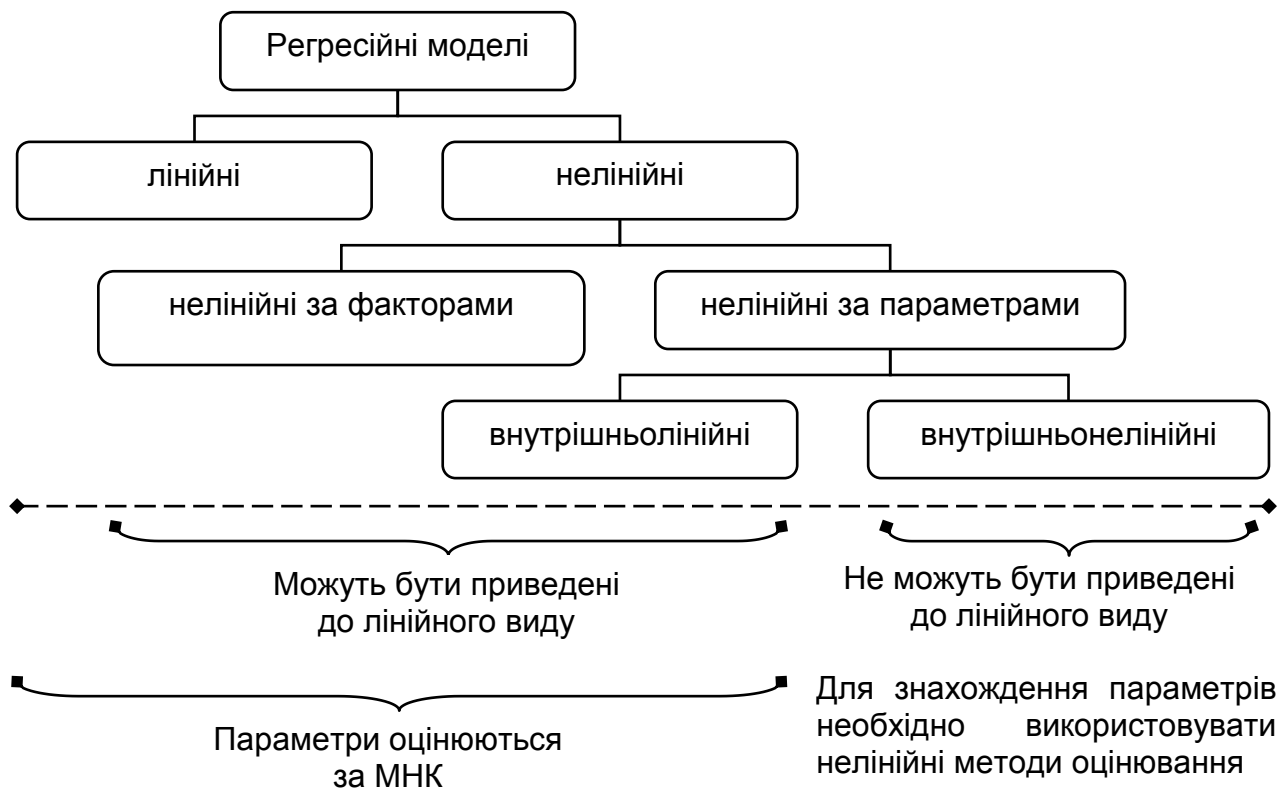 Регресійні моделі
лінійні
нелінійні
нелінійні за факторами
нелінійні за параметрами
внутрішньолінійні
внутрішньонелінійні
Можуть бути приведені
до лінійного виду
Не можуть бути приведені
до лінійного виду
Параметри оцінюються
за МНК
Для знахождення параметрів
необхідно використовувати
нелінійні методи оцінювання